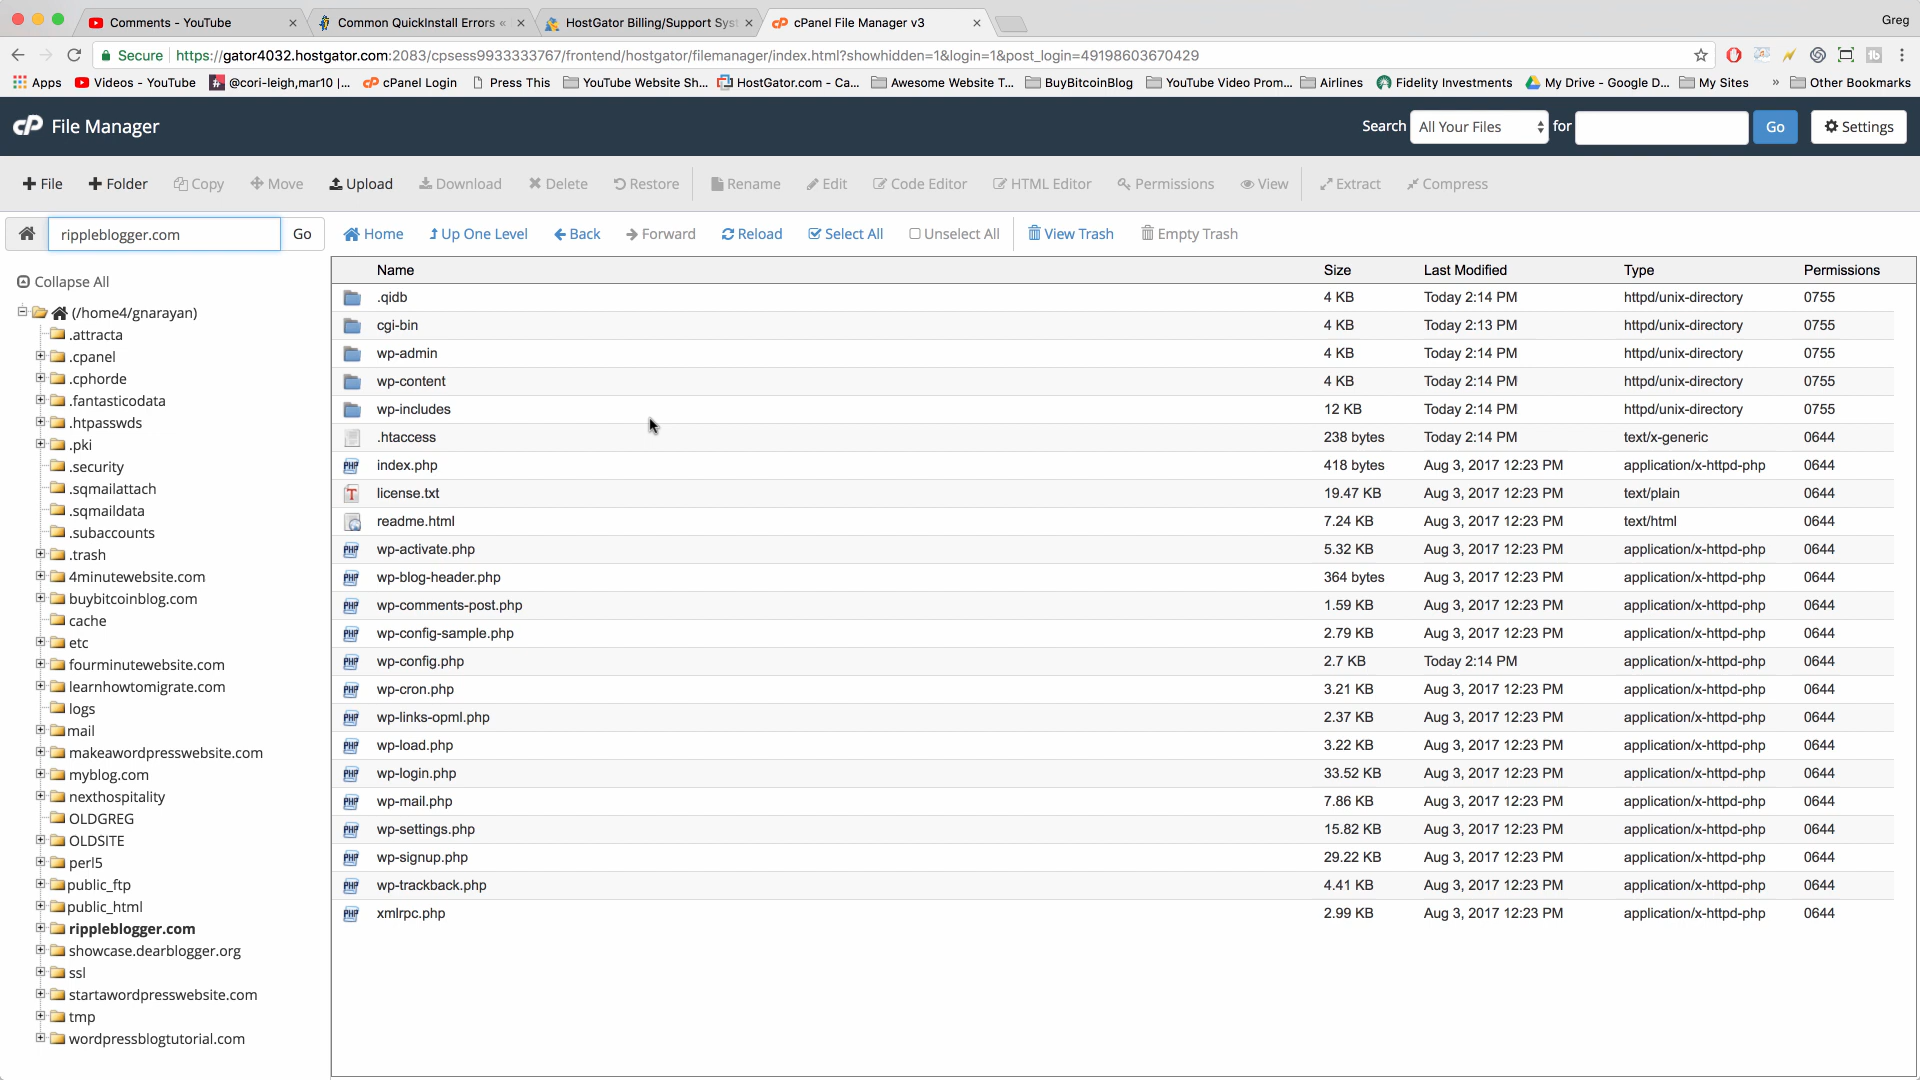 Comments - YouTube
Common QuickInstall Errors «
HostGator Billing/Support Sys
cPanel File Manager v3
Greg
Secure https://gator4032.hostgator.com:2083/cpsess9933333767/frontend/hostgator/filemanager/index.html?showhidden=1&login=1&post_login=49198603670429
Apps Videos - YouTube @cori-leigh,mar10 |... cPanel Login Press This YouTube Website Sh... HostGator.com - Ca... Awesome Website T... BuyBitcoinBlog YouTube Video Prom... Airlines Fidelity Investments My Drive - Google D... My Sites » Other Bookmarks
cP File Manager
Search All Your Files for Go Settings
File Folder Copy Move Upload Download Delete Restore Rename Edit Code Editor HTML Editor Permissions View Extract Compress
rippleblogger.com Go
Home Up One Level Back Forward Reload Select All Unselect All View Trash Empty Trash
Collapse All
(/home4/gnarayan)
.attracta
.cpanel
.cphorde
.fantasticodata
.htpasswds
.pki
.security
.sqmailattach
.sqmaildata
.subaccounts
.trash
4minutewebsite.com
buybitcoinblog.com
cache
etc
fourminutewebsite.com
learnhowtomigrate.com
logs
mail
makeawordpresswebsite.com
myblog.com
nexthospitality
OLDGREG
OLDSITE
perl5
public_ftp
public_html
rippleblogger.com
showcase.dearblogger.org
ssl
startawordpresswebsite.com
tmp
wordpressblogtutorial.com
Name Size Last Modified Type Permissions
.qidb 4 KB Today 2:14 PM httpd/unix-directory 0755
cgi-bin 4 KB Today 2:13 PM httpd/unix-directory 0755
wp-admin 4 KB Today 2:14 PM httpd/unix-directory 0755
wp-content 4 KB Today 2:14 PM httpd/unix-directory 0755
wp-includes 12 KB Today 2:14 PM httpd/unix-directory 0755
.htaccess 238 bytes Today 2:14 PM text/x-generic 0644
PHP index.php 418 bytes Aug 3, 2017 12:23 PM application/x-httpd-php 0644
T license.txt 19.47 KB Aug 3, 2017 12:23 PM text/plain 0644
readme.html 7.24 KB Aug 3, 2017 12:23 PM text/html 0644
PHP wp-activate.php 5.32 KB Aug 3, 2017 12:23 PM application/x-httpd-php 0644
PHP wp-blog-header.php 364 bytes Aug 3, 2017 12:23 PM application/x-httpd-php 0644
PHP wp-comments-post.php 1.59 KB Aug 3, 2017 12:23 PM application/x-httpd-php 0644
PHP wp-config-sample.php 2.79 KB Aug 3, 2017 12:23 PM application/x-httpd-php 0644
PHP wp-config.php 2.7 KB Today 2:14 PM application/x-httpd-php 0644
PHP wp-cron.php 3.21 KB Aug 3, 2017 12:23 PM application/x-httpd-php 0644
PHP wp-links-opml.php 2.37 KB Aug 3, 2017 12:23 PM application/x-httpd-php 0644
PHP wp-load.php 3.22 KB Aug 3, 2017 12:23 PM application/x-httpd-php 0644
PHP wp-login.php 33.52 KB Aug 3, 2017 12:23 PM application/x-httpd-php 0644
PHP wp-mail.php 7.86 KB Aug 3, 2017 12:23 PM application/x-httpd-php 0644
PHP wp-settings.php 15.82 KB Aug 3, 2017 12:23 PM application/x-httpd-php 0644
PHP wp-signup.php 29.22 KB Aug 3, 2017 12:23 PM application/x-httpd-php 0644
PHP wp-trackback.php 4.41 KB Aug 3, 2017 12:23 PM application/x-httpd-php 0644
PHP xmlrpc.php 2.99 KB Aug 3, 2017 12:23 PM application/x-httpd-php 0644